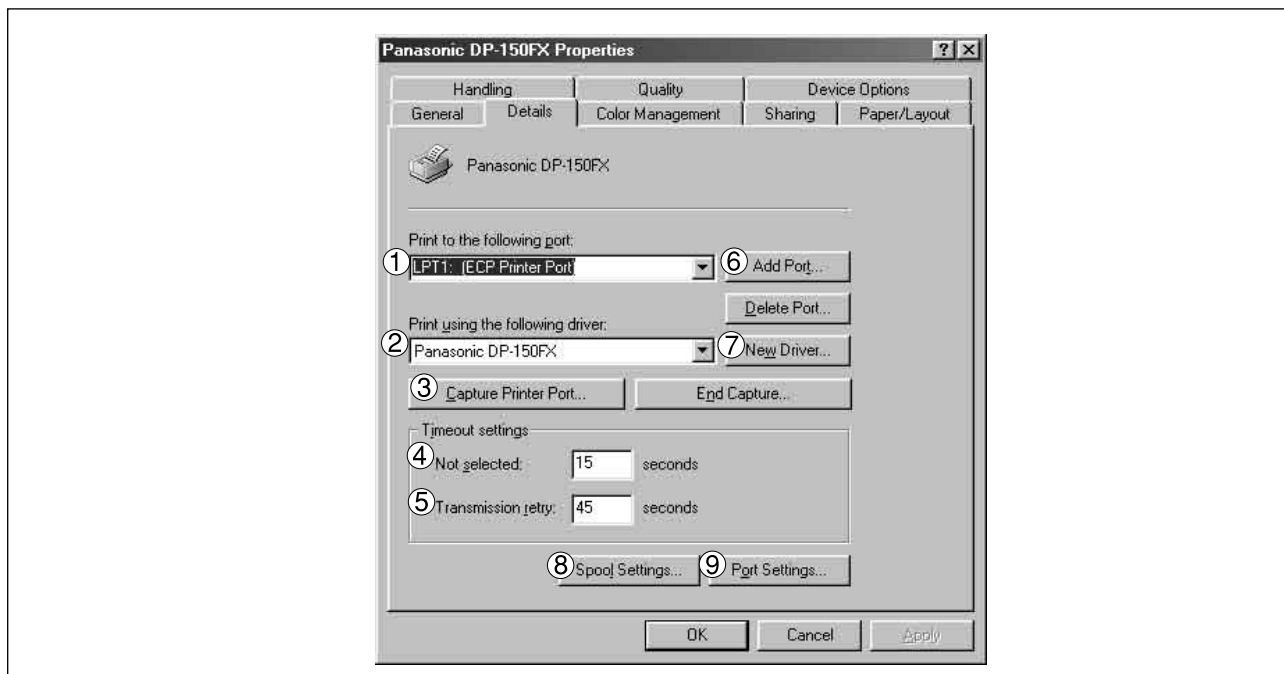 Panasonic DP-150FX Properties
Handling Quality Device Options
General Details Color Management Sharing Paper/Layout
Panasonic DP-150FX
Print to the following port:
① LPT1: (ECP Printer Port) ⑥ Add Port...
Delete Port...
Print using the following driver:
② Panasonic DP-150FX ⑦ New Driver...
③ Capture Printer Port... End Capture...
Timeout settings
④ Not selected: 15 seconds
⑤ Transmission retry: 45 seconds
⑧ Spool Settings... ⑨ Port Settings...
OK Cancel Apply